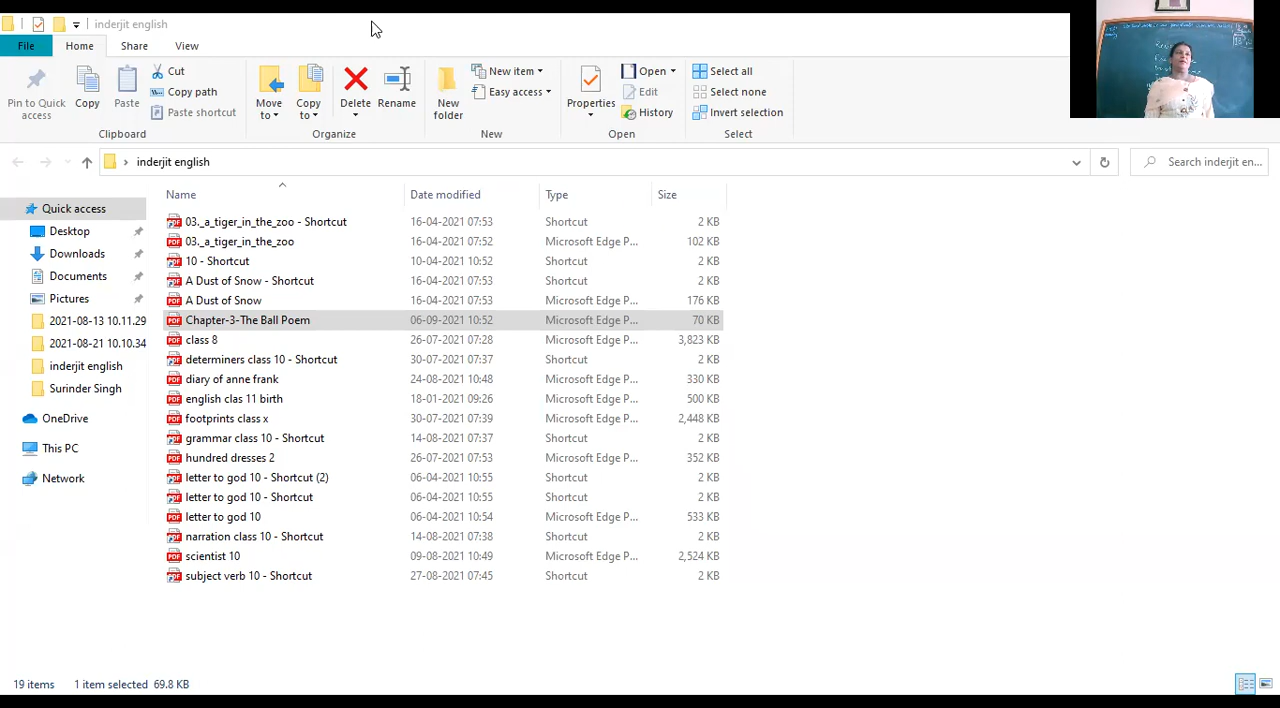 inderjit english
File Home Share View
Pin to Quick access
Copy
Paste
Cut
Copy path
Paste shortcut
Clipboard
Move to
Copy to
Delete
Rename
Organize
New folder
New item
Easy access
New
Properties
Open
Edit
History
Open
Select all
Select none
Invert selection
Select
inderjit english
Search inderjit en...
Quick access
Desktop
Downloads
Documents
Pictures
2021-08-13 10.11.29
2021-08-21 10.10.34
inderjit english
Surinder Singh
OneDrive
This PC
Network
Name Date modified Type Size
03._a_tiger_in_the_zoo - Shortcut 16-04-2021 07:53 Shortcut 2 KB
03._a_tiger_in_the_zoo 16-04-2021 07:52 Microsoft Edge P... 102 KB
10 - Shortcut 10-04-2021 10:52 Shortcut 2 KB
A Dust of Snow - Shortcut 16-04-2021 07:53 Shortcut 2 KB
A Dust of Snow 16-04-2021 07:53 Microsoft Edge P... 176 KB
Chapter-3-The Ball Poem 06-09-2021 10:52 Microsoft Edge P... 70 KB
class 8 26-07-2021 07:28 Microsoft Edge P... 3,823 KB
determiners class 10 - Shortcut 30-07-2021 07:37 Shortcut 2 KB
diary of anne frank 24-08-2021 10:48 Microsoft Edge P... 330 KB
english clas 11 birth 18-01-2021 09:26 Microsoft Edge P... 500 KB
footprints class x 30-07-2021 07:39 Microsoft Edge P... 2,448 KB
grammar class 10 - Shortcut 14-08-2021 07:37 Shortcut 2 KB
hundred dresses 2 26-07-2021 07:53 Microsoft Edge P... 352 KB
letter to god 10 - Shortcut (2) 06-04-2021 10:55 Shortcut 2 KB
letter to god 10 - Shortcut 06-04-2021 10:55 Shortcut 2 KB
letter to god 10 06-04-2021 10:54 Microsoft Edge P... 533 KB
narration class 10 - Shortcut 14-08-2021 07:38 Shortcut 2 KB
scientist 10 09-08-2021 10:49 Microsoft Edge P... 2,524 KB
subject verb 10 - Shortcut 27-08-2021 07:45 Shortcut 2 KB
19 items 1 item selected 69.8 KB